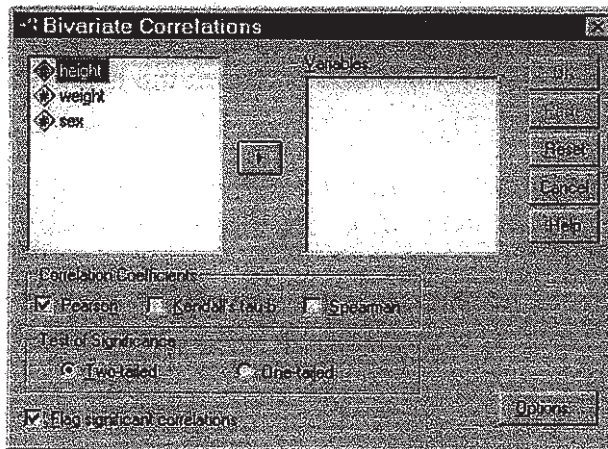 Bivariate Correlations
height
weight
sex
Variables:
OK
Paste
Reset
Cancel
Help
Correlation Coefficients
Pearson Kendall's tau-b Spearman
Test of Significance
Two-tailed One-tailed
Flag significant correlations
Options...